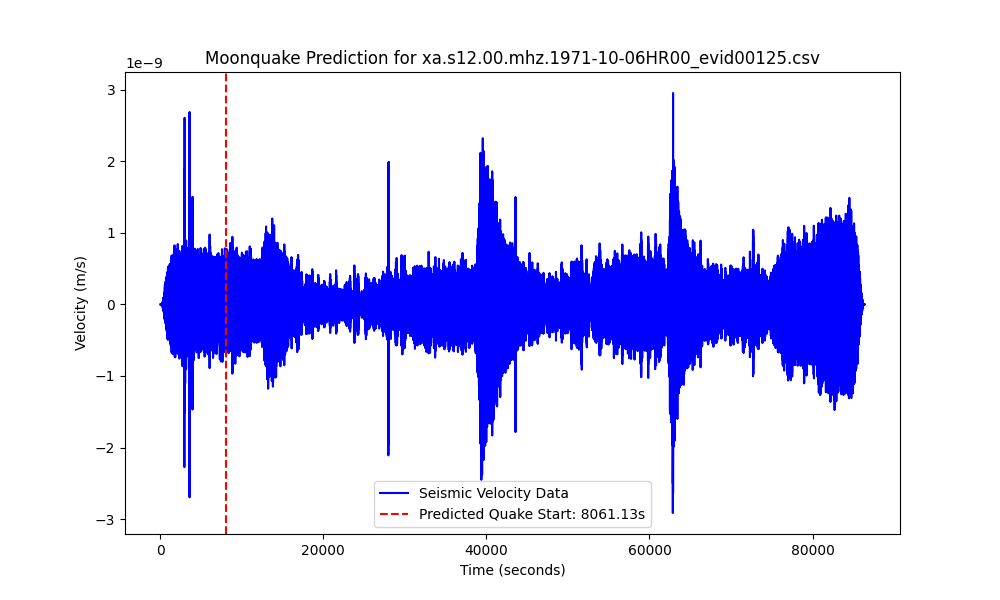 Moonquake Prediction for xa.s12.00.mhz.1971-10-06HR00_evid00125.csv
1e−9
3
2
1
0
−1
−2
−3
Velocity (m/s)
Seismic Velocity Data
Predicted Quake Start: 8061.13s
0 20000 40000 60000 80000
Time (seconds)